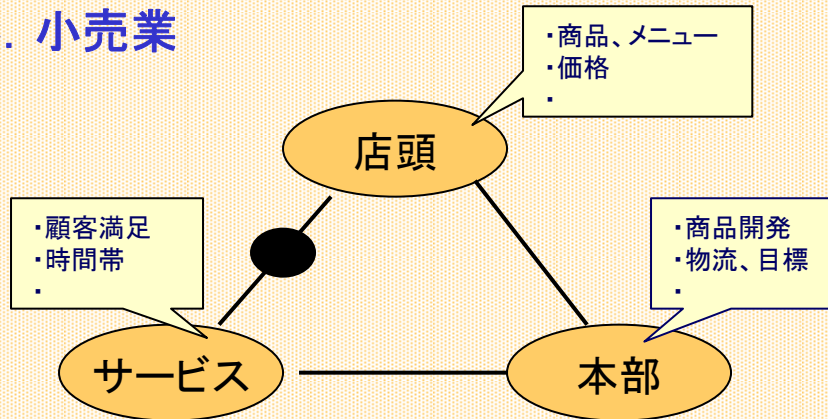 . 小売業
・商品、メニュー
・価格
・
店頭
・顧客満足
・時間帯
・
・商品開発
・物流、目標
・
サービス
本部